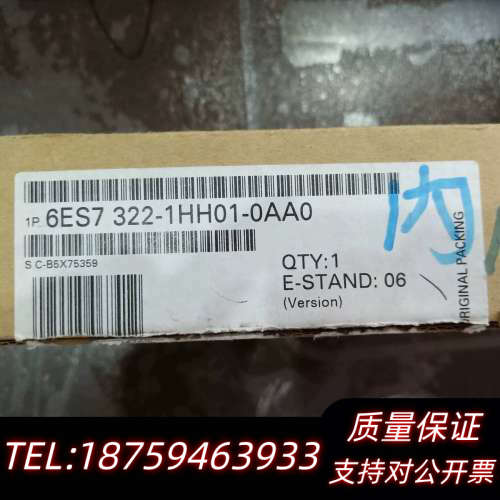 1P 6ES7 322-1HH01-0AA0
S C-B5X75359
QTY:1
E-STAND: 06
(Version)
ORIGINAL PACKING
内
TEL:18759463933
质量保证
支持对公开票